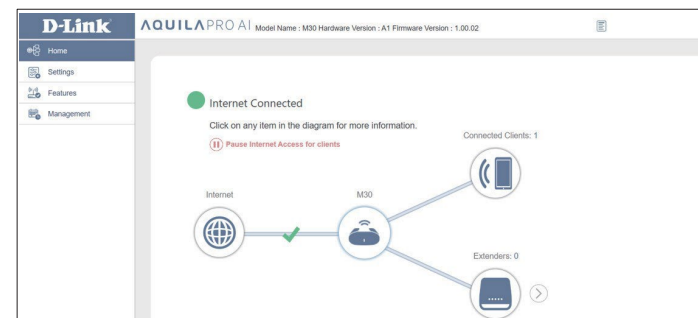 D-Link
AQUILA PRO AI Model Name : M30 Hardware Version : A1 Firmware Version : 1.00.02
Home
Settings
Features
Management
Internet Connected
Click on any item in the diagram for more information.
Pause Internet Access for clients
Connected Clients: 1
Internet
M30
Extenders: 0